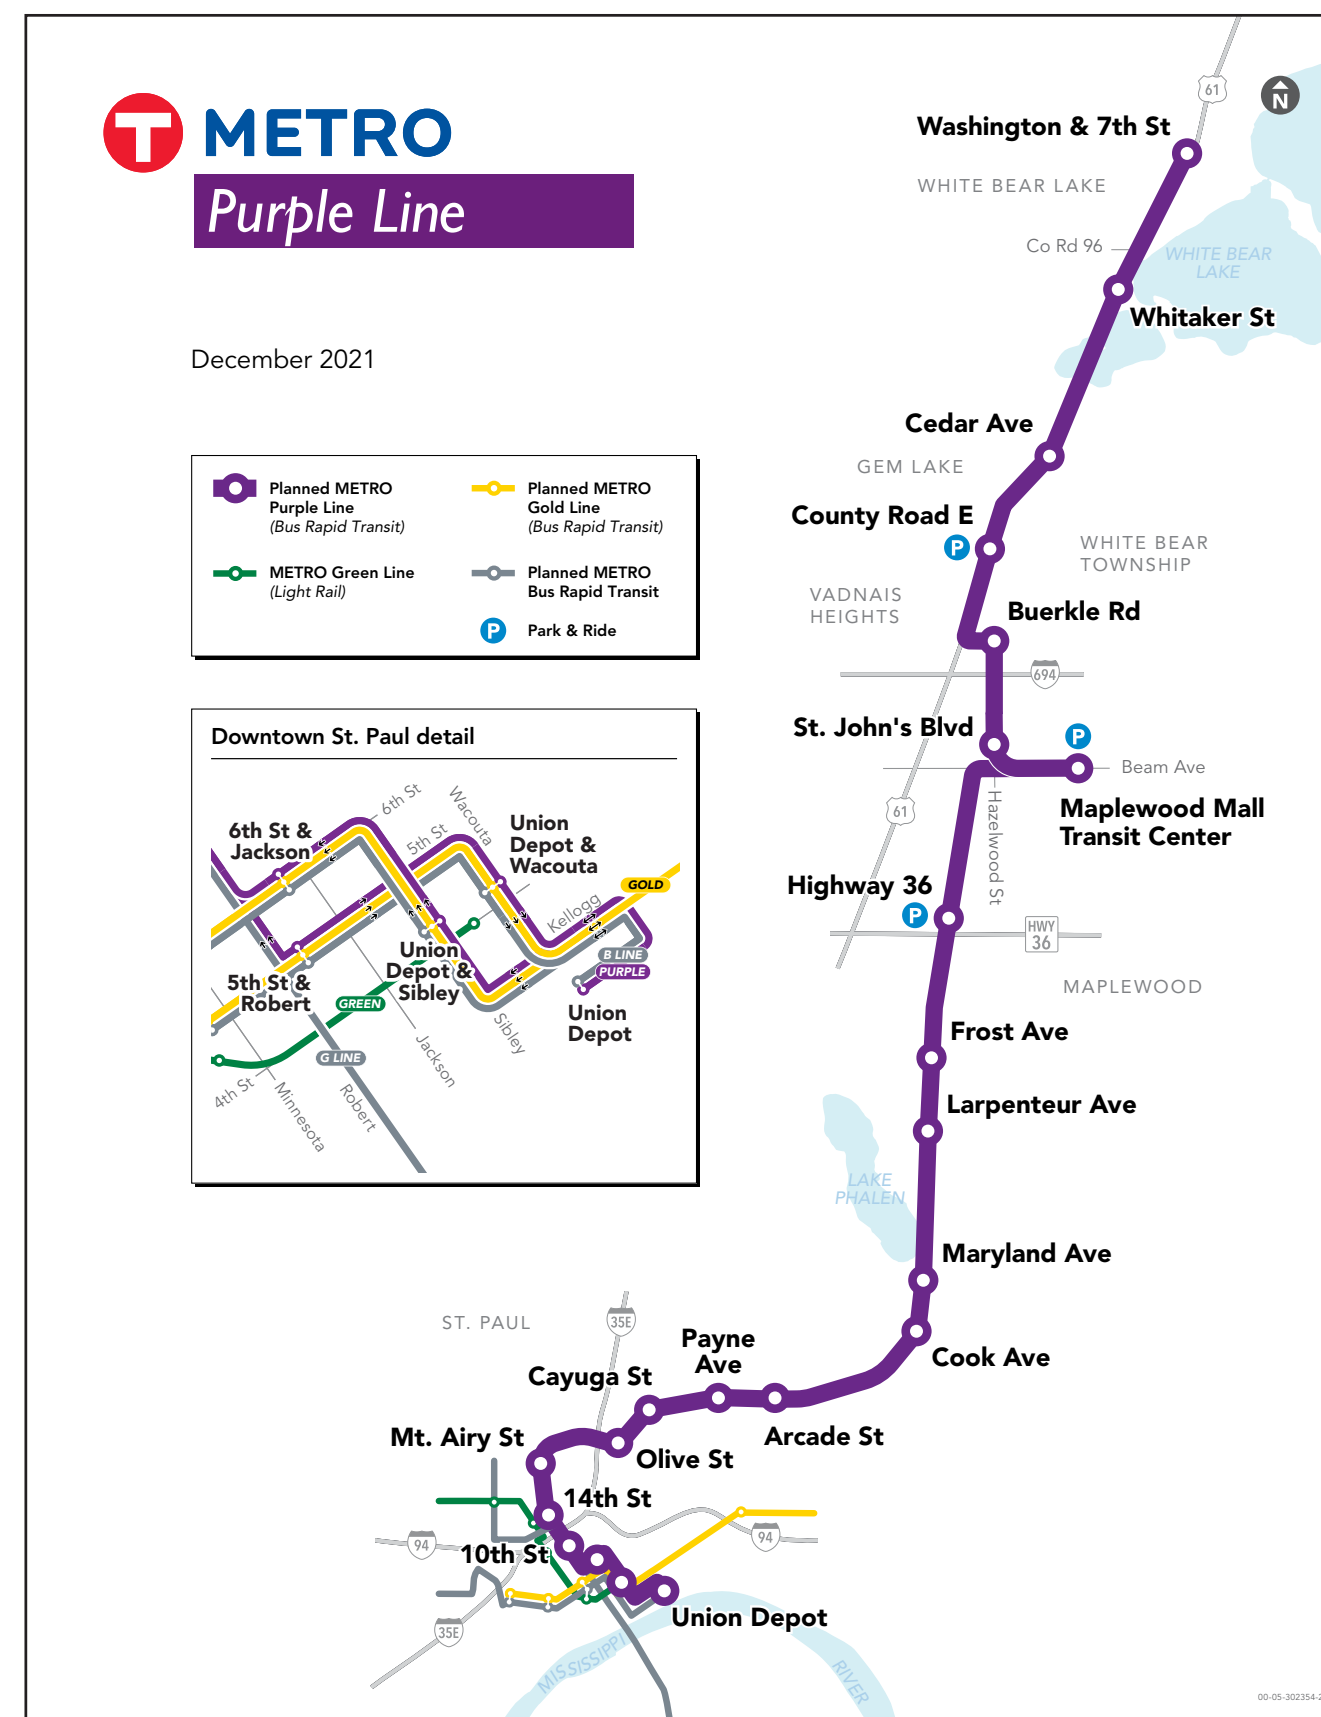 T METRO
Purple Line
December 2021
Planned METRO
Purple Line
(Bus Rapid Transit)
METRO Green Line
(Light Rail)
Planned METRO
Gold Line
(Bus Rapid Transit)
Planned METRO
Bus Rapid Transit
P
Park & Ride
Downtown St. Paul detail
6th St
Wacouta
5th St
6th St &
Jackson
Union
Depot &
Wacouta
GOLD
Kellogg
Union
Depot &
Sibley
B LINE
PURPLE
5th St &
Robert
GREEN
Union
Depot
G LINE
Sibley
Jackson
4th St
Minnesota
Robert
N
61
Washington & 7th St
WHITE BEAR LAKE
Co Rd 96
WHITE BEAR
LAKE
Whitaker St
Cedar Ave
GEM LAKE
County Road E
P
WHITE BEAR
TOWNSHIP
VADNAIS
HEIGHTS
Buerkle Rd
694
St. John's Blvd
P
Beam Ave
61
Hazelwood St
Maplewood Mall
Transit Center
Highway 36
P
HWY
36
MAPLEWOOD
Frost Ave
Larpenteur Ave
LAKE
PHALEN
Maryland Ave
ST. PAUL
35E
Payne
Ave
Cook Ave
Cayuga St
Mt. Airy St
Arcade St
Olive St
14th St
94
10th St
94
Union Depot
35E
MISSISSIPPI
RIVER
00-05-302354-2